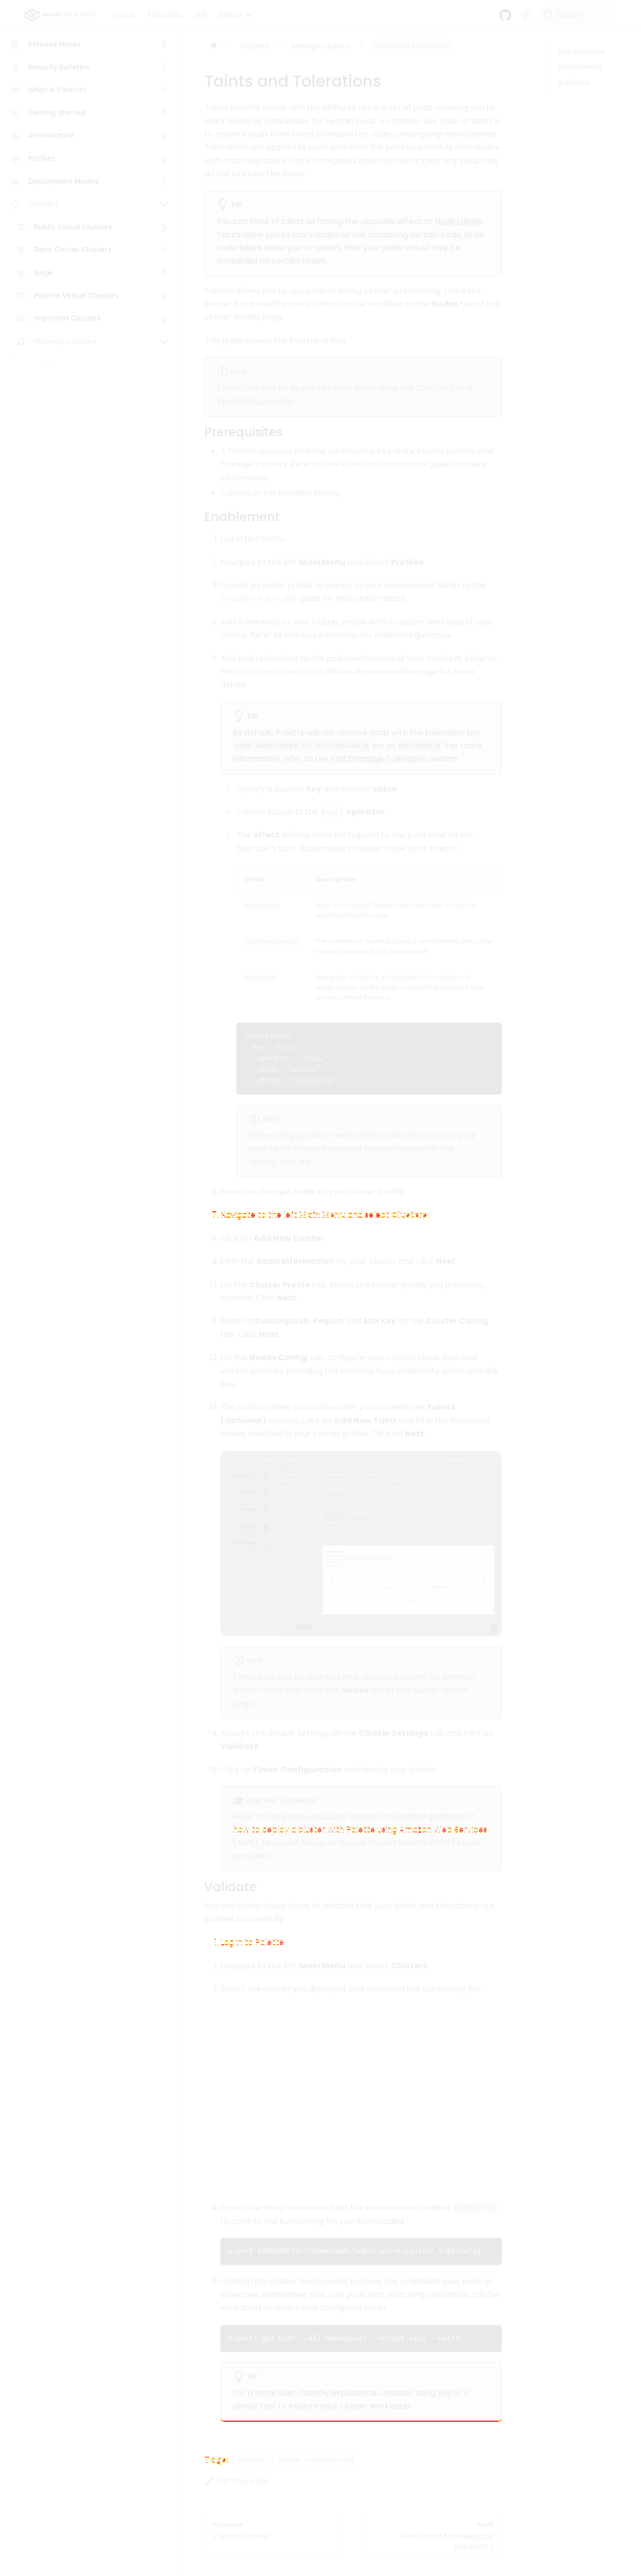 Docs Tutorials API latest
Search
Release Notes
Security Bulletins
What is Palette?
Getting Started
Architecture
Profiles
Deployment Modes
Clusters
Public Cloud Clusters
Data Center Clusters
Edge
Palette Virtual Clusters
Imported Clusters
Manage Clusters
Clusters Manage Clusters Taints and Tolerations
Taints and Tolerations
Taints provide nodes with the ability to repel a set of pods, allowing you to
mark nodes as unavailable for certain pods. A common use case of taints is
to prevent pods from being scheduled on nodes undergoing maintenance.
Tolerations are applied to pods and allow the pods to schedule onto nodes
with matching taints. Once configured, nodes do not accept any pods that
do not tolerate the taints.
TIP
You can think of taints as having the opposite effect to Node Labels.
Taints allow you to mark nodes as not accepting certain pods, while
node labels allow you to specify that your pods should only be
scheduled on certain nodes.
Palette allows you to apply taints during cluster provisioning. Once the
cluster is in a healthy state, taints can be modified on the Nodes tab of the
cluster details page.
This guide covers the Palette UI flow.
INFO
Taints can also be applied to node pools using the Spectro Cloud
Terraform provider.
Prerequisites
A Palette account with the permissions to create cluster profiles and
manage clusters. Refer to the Roles and Permissions guide for more
information.
Kubectl or K9s installed locally.
Enablement
1. Log in to Palette.
2. Navigate to the left Main Menu and select Profiles.
3. Create a cluster profile to deploy to your environment. Refer to the
Create a Full Profile guide for more information.
4. Add a manifest to your cluster profile with a custom workload of your
choice. Refer to the Add a Manifest for additional guidance.
5. Add pod tolerations to the pod specification of your manifest. Refer to
the Taints and Tolerations official documentation page for more
details.
TIP
By default, Palette will not remove pods with the toleration key
node.kubernetes.io/unschedulable set to NoSchedule. For more
information, refer to the Pod Drainage Toleration section.
Specify a custom key and custom value.
Palette supports the Equal operator.
The effect defines what will happen to the pods that do not
tolerate a taint. Kubernetes provides three taint effects.
Effect Description
NoSchedule
PreferNoSchedule
NoExecute
tolerations:
INFO
6. Save the changes made to your cluster profile.
7. Navigate to the left Main Menu and select Clusters.
8. Click on Add New Cluster.
9. Fill in the Basic Information for your cluster and click Next.
10. On the Cluster Profile tab, select the cluster profile you previously
created. Click Next.
11. Select a Subscription, Region, and SSH Key on the Cluster Config
tab. Click Next.
12. On the Nodes Config tab, configure your control plane pool and
worker pools by providing the instance type, availability zones and disk
size.
13. The control plane pool and worker pool provide the Taints
(Optional) section. Click on Add New Taint and fill in the toleration
values specified in your cluster profile. Click on Next.
INFO
Taints can also be updated on a deployed cluster by editing a
worker node pool from the Nodes tab of the cluster details
page.
14. Accept the default settings on the Cluster Settings tab and click on
Validate.
15. Click on Finish Configuration and deploy your cluster.
FURTHER GUIDANCE
Refer to our Deploy a Cluster tutorial for detailed guidance on
how to deploy a cluster with Palette using Amazon Web Services
(AWS), Microsoft Azure, or Google Cloud Platform (GCP) cloud
providers.
Validate
You can follow these steps to validate that your taints and tolerations are
applied successfully.
1. Log in to Palette.
2. Navigate to the left Main Menu and select Clusters.
3. Select the cluster you deployed, and download the kubeconfig file.
4. Open a terminal window and set the environment variable KUBECONFIG
to point to the kubeconfig file you downloaded.
export KUBECONFIG=~/Downloads/admin.azure-cluster.kubeconfig
5. Confirm the cluster deployment process has scheduled your pods as
expected. Remember that only pods with matching tolerations can be
scheduled on nodes with configured taints.
kubectl get pods --all-namespaces --output wide --watch
TIP
For a more user-friendly experience, consider using K9s or a
similar tool to explore your cluster workloads.
Tags:
Edit this page
Previous
Node Labels
Next
RBAC and Namespace
Support
Prerequisites
Enablement
Validate